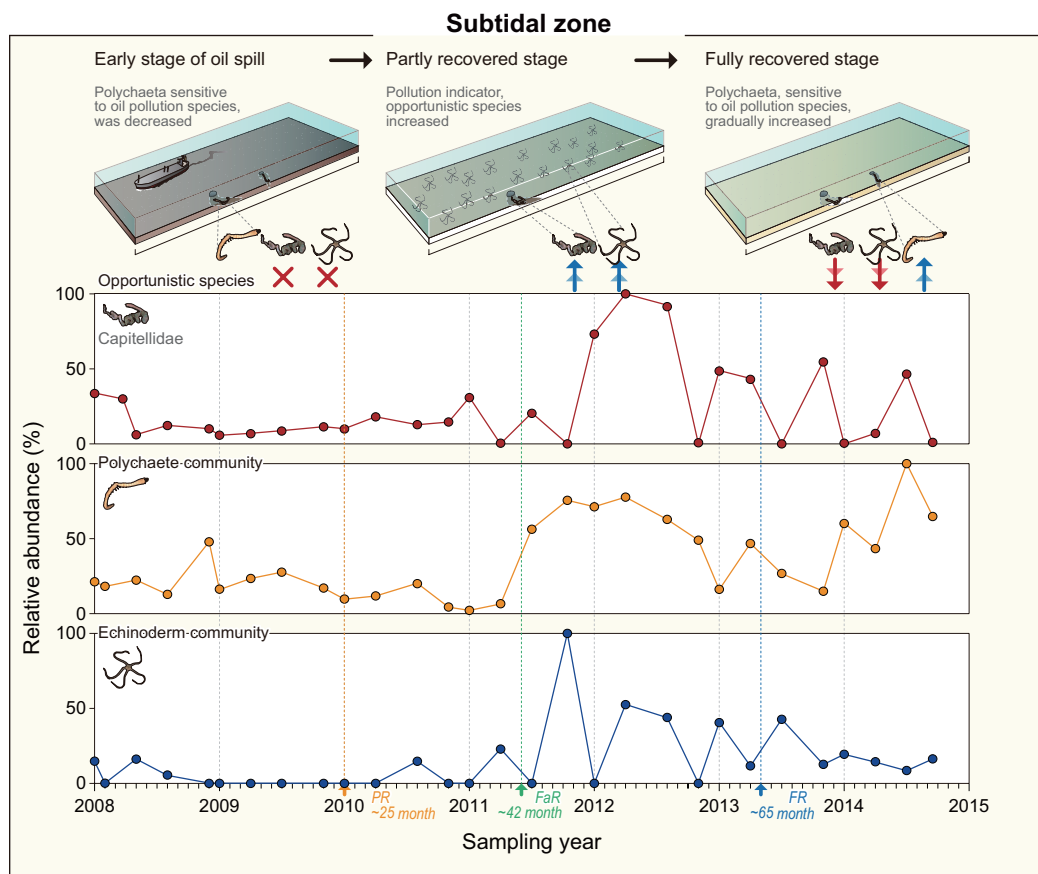 Subtidal zone
Early stage of oil spill
Partly recovered stage
Fully recovered stage
Polychaeta sensitive
to oil pollution species,
was decreased
Pollution indicator,
opportunistic species
increased
Polychaeta, sensitive
to oil pollution species,
gradually increased
Opportunistic species
100
50
0
Capitellidae
Polychaete community
100
50
0
Echinoderm community
100
50
0
Relative abundance (%)
2008
2009
2010
2011
2012
2013
2014
2015
PR
~25 month
FaR
~42 month
FR
~65 month
Sampling year